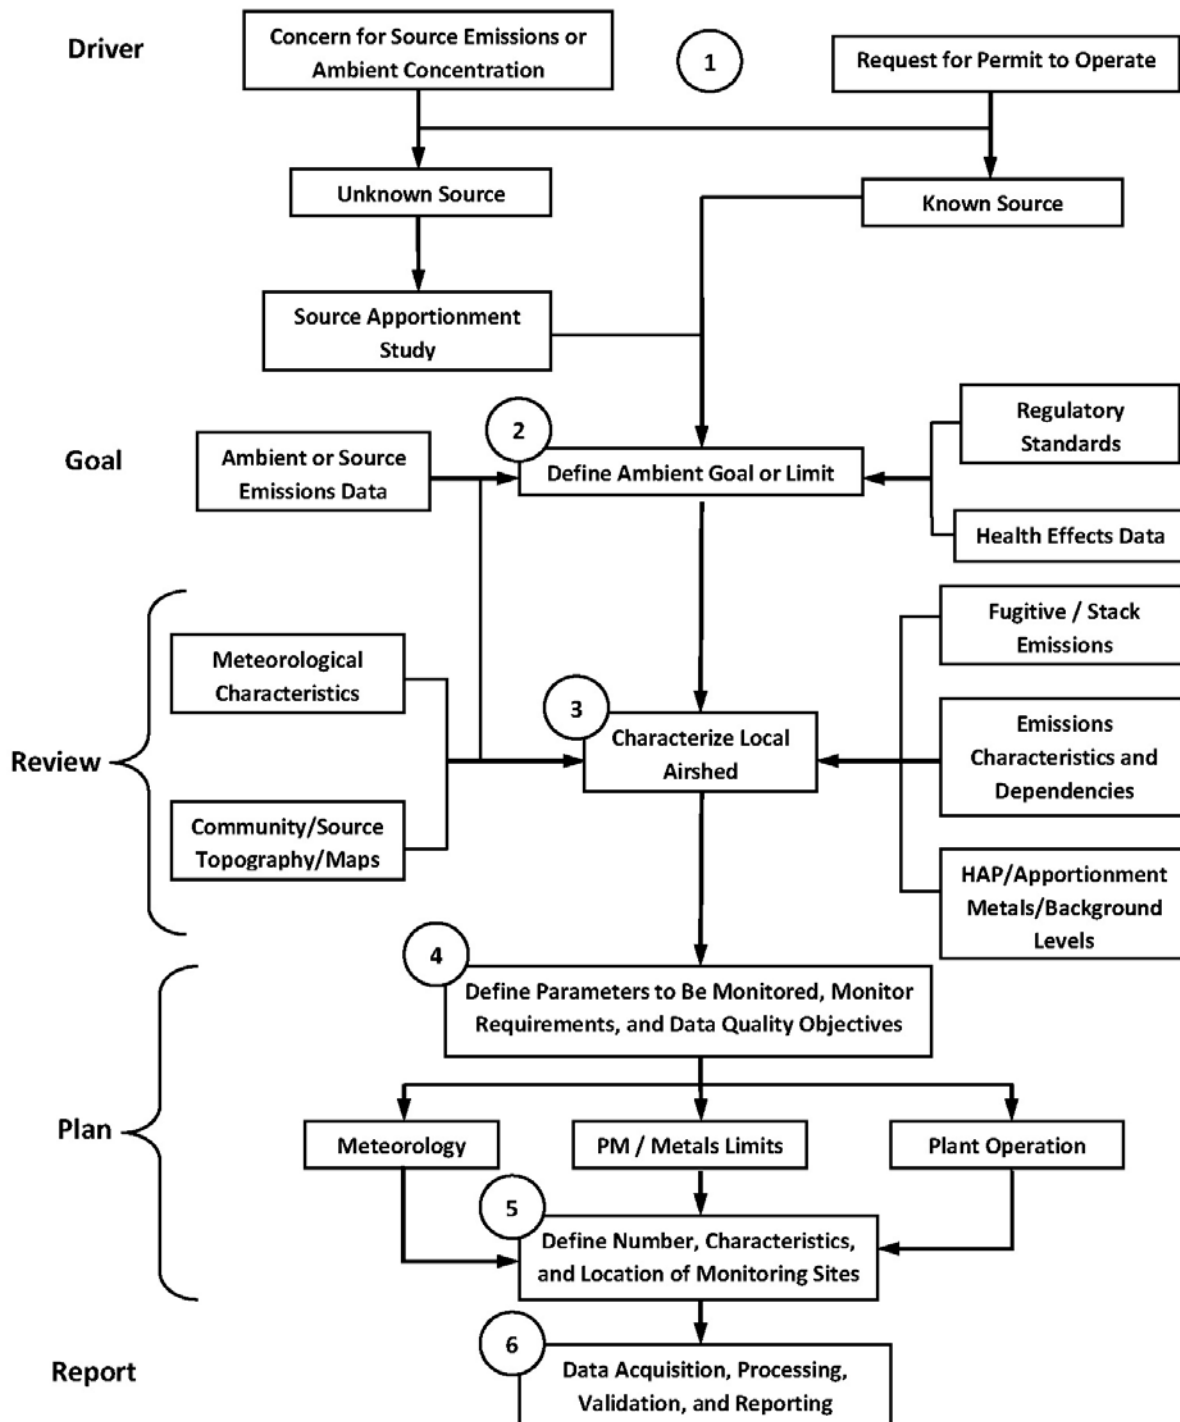 Driver
Concern for Source Emissions or
Ambient Concentration
1
Request for Permit to Operate
Unknown Source
Known Source
Source Apportionment
Study
Goal
Ambient or Source
Emissions Data
2
Define Ambient Goal or Limit
Regulatory
Standards
Health Effects Data
Review
Meteorological
Characteristics
Community/Source
Topography/Maps
3
Characterize Local
Airshed
Fugitive / Stack
Emissions
Emissions
Characteristics and
Dependencies
HAP/Apportionment
Metals/Background
Levels
Plan
4
Define Parameters to Be Monitored, Monitor
Requirements, and Data Quality Objectives
Meteorology
PM / Metals Limits
Plant Operation
5
Define Number, Characteristics,
and Location of Monitoring Sites
Report
6
Data Acquisition, Processing,
Validation, and Reporting